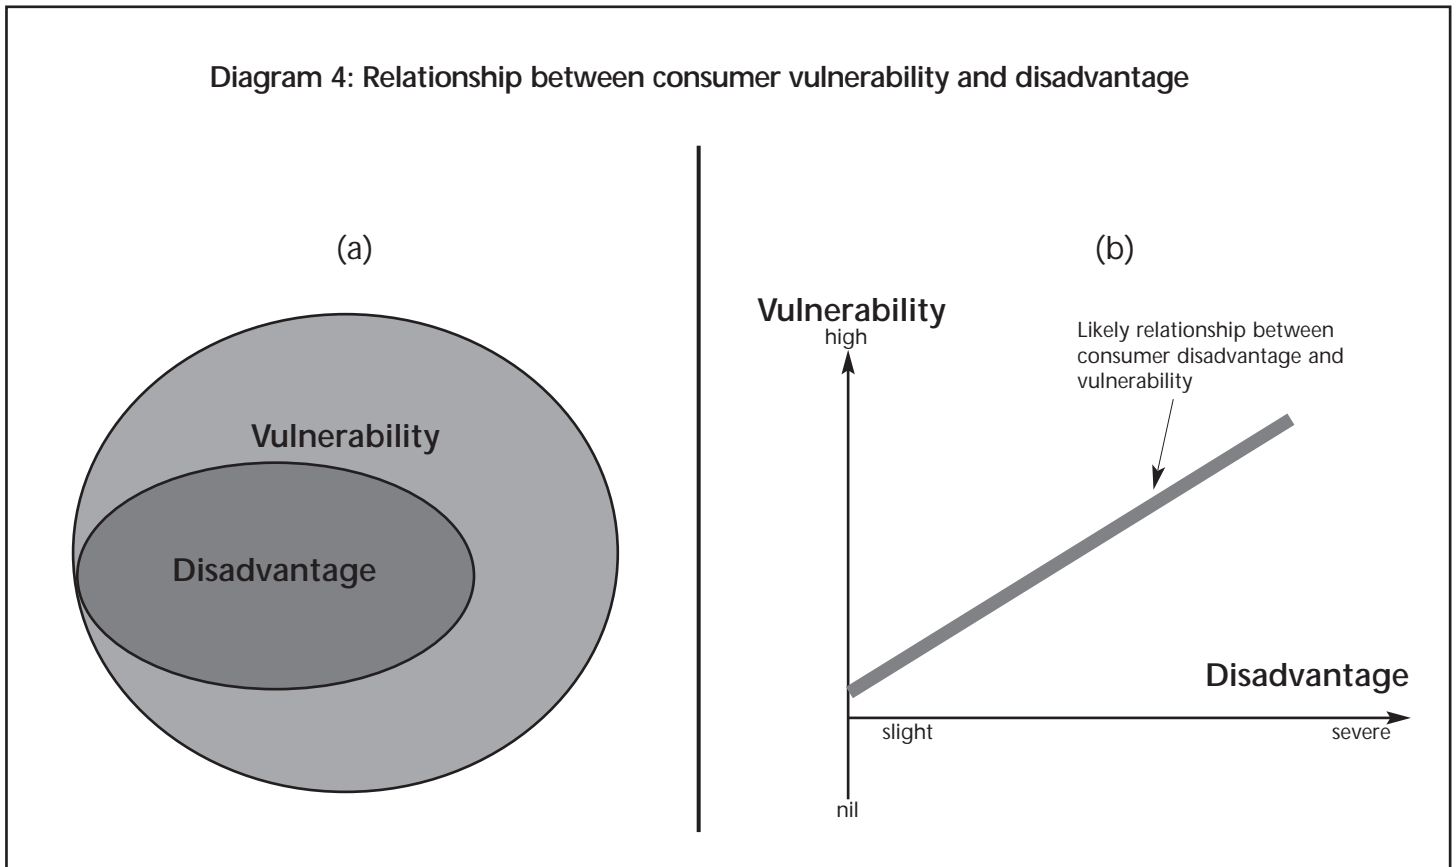 Diagram 4: Relationship between consumer vulnerability and disadvantage
(a)
Vulnerability
Disadvantage
(b)
Vulnerability
high
Likely relationship between
consumer disadvantage and
vulnerability
Disadvantage
slight
severe
nil